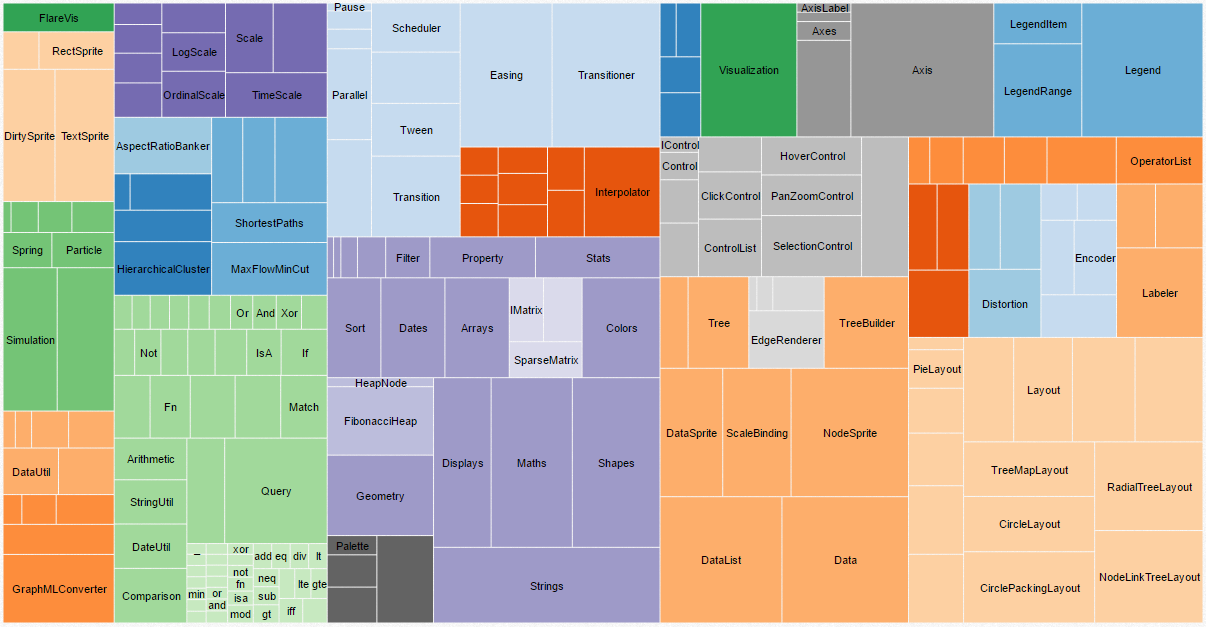 FlareVis
RectSprite
DirtySprite
TextSprite
Spring
Particle
Simulation
DataUtil
GraphMLConverter
Scale
LogScale
OrdinalScale
TimeScale
AspectRatioBanker
ShortestPaths
HierarchicalCluster
MaxFlowMinCut
Or
And
Xor
Not
IsA
If
Fn
Match
Arithmetic
StringUtil
Query
DateUtil
Comparison
_
xor
add
eq
div
lt
not
fn
neq
lte
gte
min
or
and
isa
sub
mod
gt
iff
Pause
Scheduler
Parallel
Tween
Transition
Easing
Transitioner
Interpolator
Filter
Property
Stats
Sort
Dates
Arrays
IMatrix
SparseMatrix
Colors
HeapNode
FibonacciHeap
Geometry
Displays
Maths
Shapes
Palette
Strings
Visualization
AxisLabel
Axes
Axis
LegendItem
LegendRange
Legend
IControl
Control
HoverControl
ClickControl
PanZoomControl
ControlList
SelectionControl
OperatorList
Encoder
Distortion
Labeler
Tree
EdgeRenderer
TreeBuilder
DataSprite
ScaleBinding
NodeSprite
DataList
Data
PieLayout
Layout
TreeMapLayout
RadialTreeLayout
CircleLayout
CirclePackingLayout
NodeLinkTreeLayout